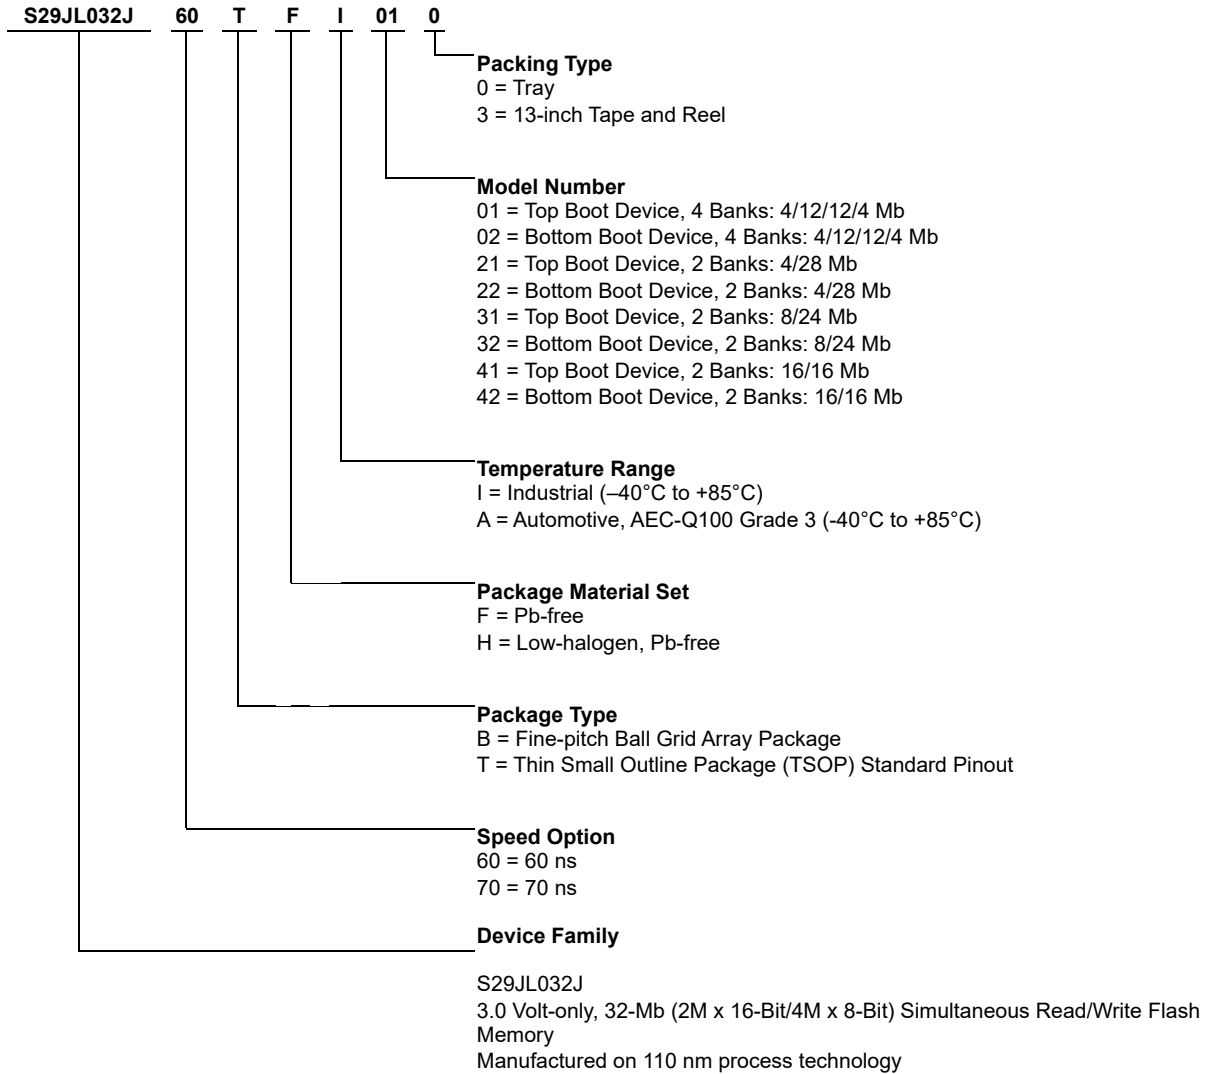 S29JL032J 60 T F I 01 0
Packing Type
0 = Tray
3 = 13-inch Tape and Reel
Model Number
01 = Top Boot Device, 4 Banks: 4/12/12/4 Mb
02 = Bottom Boot Device, 4 Banks: 4/12/12/4 Mb
21 = Top Boot Device, 2 Banks: 4/28 Mb
22 = Bottom Boot Device, 2 Banks: 4/28 Mb
31 = Top Boot Device, 2 Banks: 8/24 Mb
32 = Bottom Boot Device, 2 Banks: 8/24 Mb
41 = Top Boot Device, 2 Banks: 16/16 Mb
42 = Bottom Boot Device, 2 Banks: 16/16 Mb
Temperature Range
I = Industrial (–40°C to +85°C)
A = Automotive, AEC-Q100 Grade 3 (-40°C to +85°C)
Package Material Set
F = Pb-free
H = Low-halogen, Pb-free
Package Type
B = Fine-pitch Ball Grid Array Package
T = Thin Small Outline Package (TSOP) Standard Pinout
Speed Option
60 = 60 ns
70 = 70 ns
Device Family
S29JL032J
3.0 Volt-only, 32-Mb (2M x 16-Bit/4M x 8-Bit) Simultaneous Read/Write Flash
Memory
Manufactured on 110 nm process technology